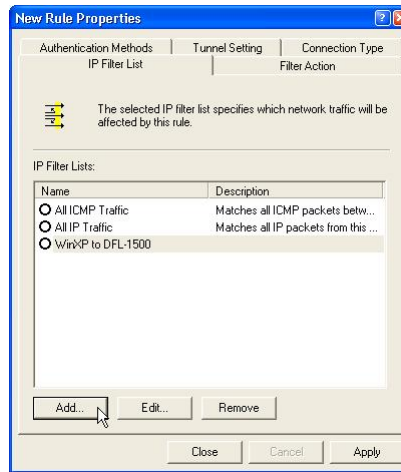 New Rule Properties
Authentication Methods Tunnel Setting Connection Type
IP Filter List Filter Action
The selected IP filter list specifies which network traffic will be
affected by this rule.
IP Filter Lists:
Name Description
All ICMP Traffic Matches all ICMP packets betw...
All IP Traffic Matches all IP packets from this ...
WinXP to DFL-1500
Add... Edit... Remove
Close Cancel Apply